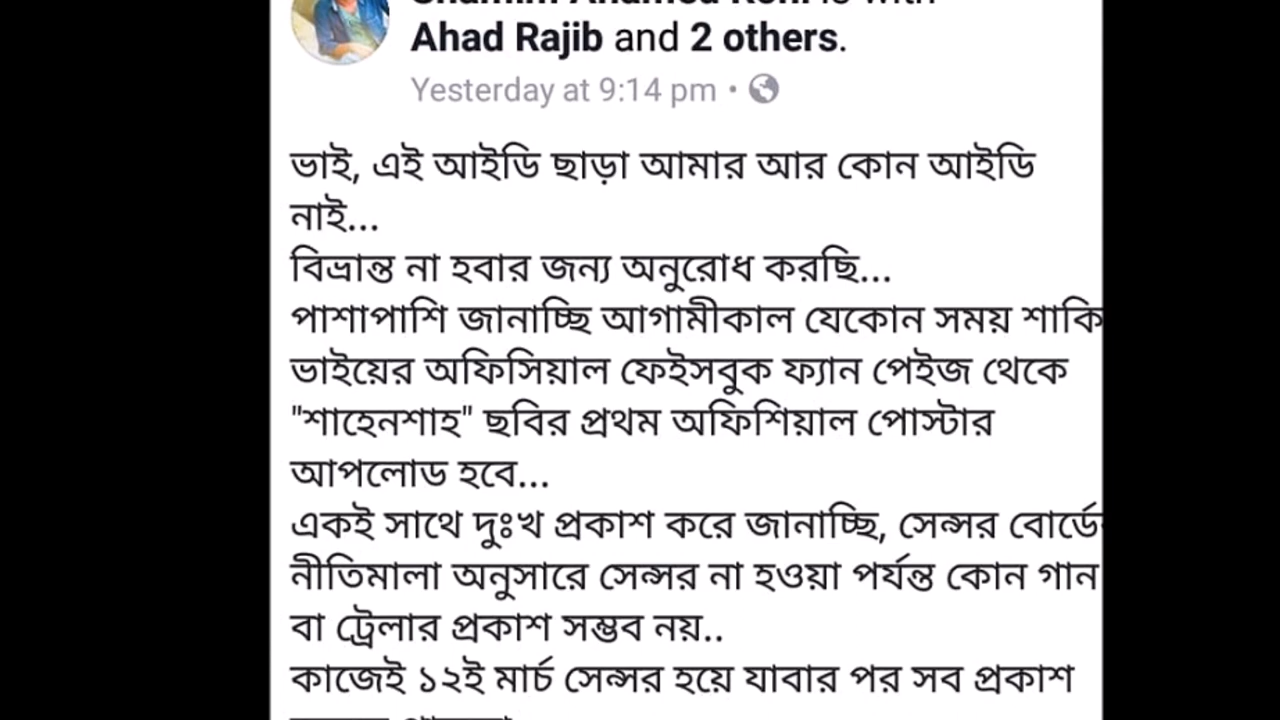 Ahad Rajib and 2 others.
Yesterday at 9:14 pm •
ভাই, এই আইডি ছাড়া আমার আর কোন আইডি
নাই...
বিভ্রান্ত না হবার জন্য অনুরোধ করছি...
পাশাপাশি জানাচ্ছি আগামীকাল যেকোন সময় শাকি
ভাইয়ের অফিসিয়াল ফেইসবুক ফ্যান পেইজ থেকে
"শাহেনশাহ" ছবির প্রথম অফিশিয়াল পোস্টার
আপলোড হবে...
একই সাথে দুঃখ প্রকাশ করে জানাচ্ছি, সেন্সর বোর্ডে
নীতিমালা অনুসারে সেন্সর না হওয়া পর্যন্ত কোন গান
বা ট্রেলার প্রকাশ সম্ভব নয়..
কাজেই ১২ই মার্চ সেন্সর হয়ে যাবার পর সব প্রকাশ